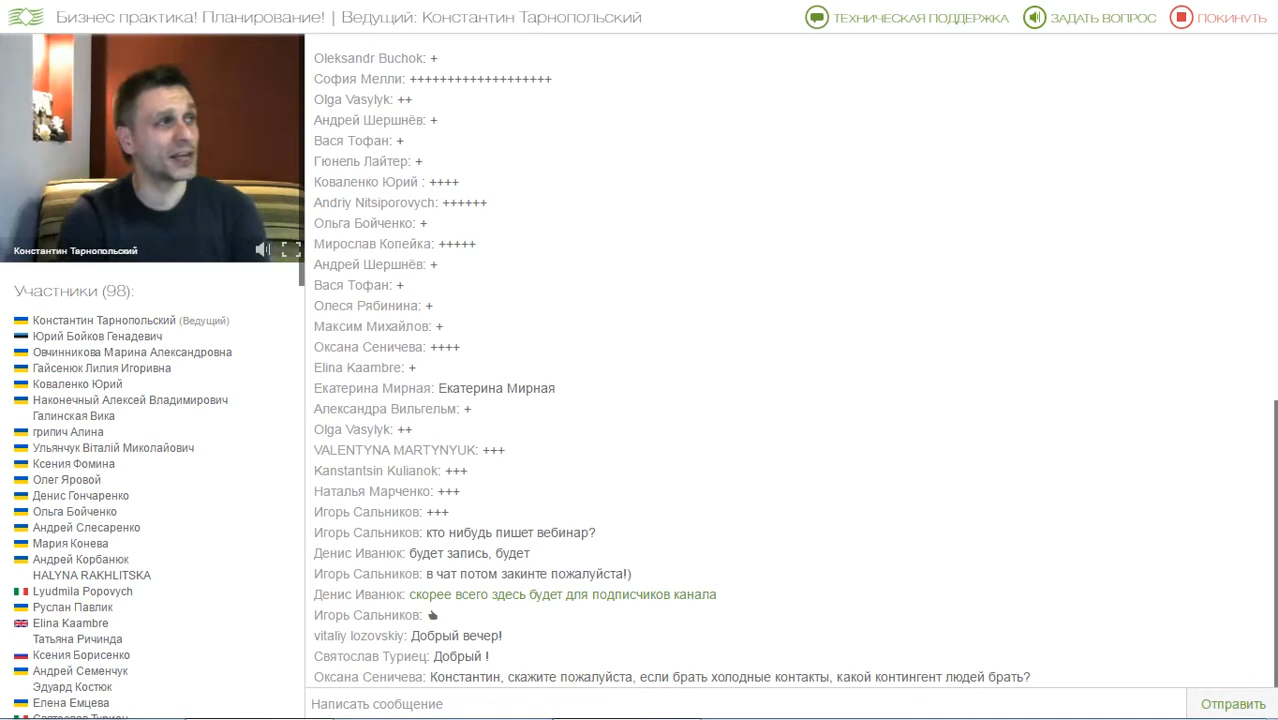 Бизнес практика! Планирование! | Ведущий: Константин Тарнопольский
ТЕХНИЧЕСКАЯ ПОДДЕРЖКА
ЗАДАТЬ ВОПРОС
ПОКИНУТЬ
Константин Тарнопольский
Участники (98):
Константин Тарнопольский (Ведущий)
Юрий Бойков Генадевич
Овчинникова Марина Александровна
Гайсенюк Лилия Игоривна
Коваленко Юрий
Наконечный Алексей Владимирович
Галинская Вика
грипич Алина
Ульянчук Віталій Миколайович
Ксения Фомина
Олег Яровой
Денис Гончаренко
Ольга Бойченко
Андрей Слесаренко
Мария Конева
Андрей Корбанюк
HALYNA RAKHLITSKA
Lyudmila Popovych
Руслан Павлик
Elina Kaambre
Татьяна Ричинда
Ксения Борисенко
Андрей Семенчук
Эдуард Костюк
Елена Емцева
Святослав Туриец
Oleksandr Buchok: +
София Мелли: +++++++++++++++++++
Olga Vasylyk: ++
Андрей Шершнёв: +
Вася Тофан: +
Гюнель Лайтер: +
Коваленко Юрий : ++++
Andriy Nitsiporovych: ++++++
Ольга Бойченко: +
Мирослав Копейка: +++++
Андрей Шершнёв: +
Вася Тофан: +
Олеся Рябинина: +
Максим Михайлов: +
Оксана Сеничева: ++++
Elina Kaambre: +
Екатерина Мирная: Екатерина Мирная
Александра Вильгельм: +
Olga Vasylyk: ++
VALENTYNA MARTYNYUK: +++
Kanstantsin Kulianok: +++
Наталья Марченко: +++
Игорь Сальников: +++
Игорь Сальников: кто нибудь пишет вебинар?
Денис Иванюк: будет запись, будет
Игорь Сальников: в чат потом закинте пожалуйста!)
Денис Иванюк: скорее всего здесь будет для подписчиков канала
Игорь Сальников:
vitaliy lozovskiy: Добрый вечер!
Святослав Туриец: Добрый !
Оксана Сеничева: Константин, скажите пожалуйста, если брать холодные контакты, какой контингент людей брать?
Написать сообщение
Отправить